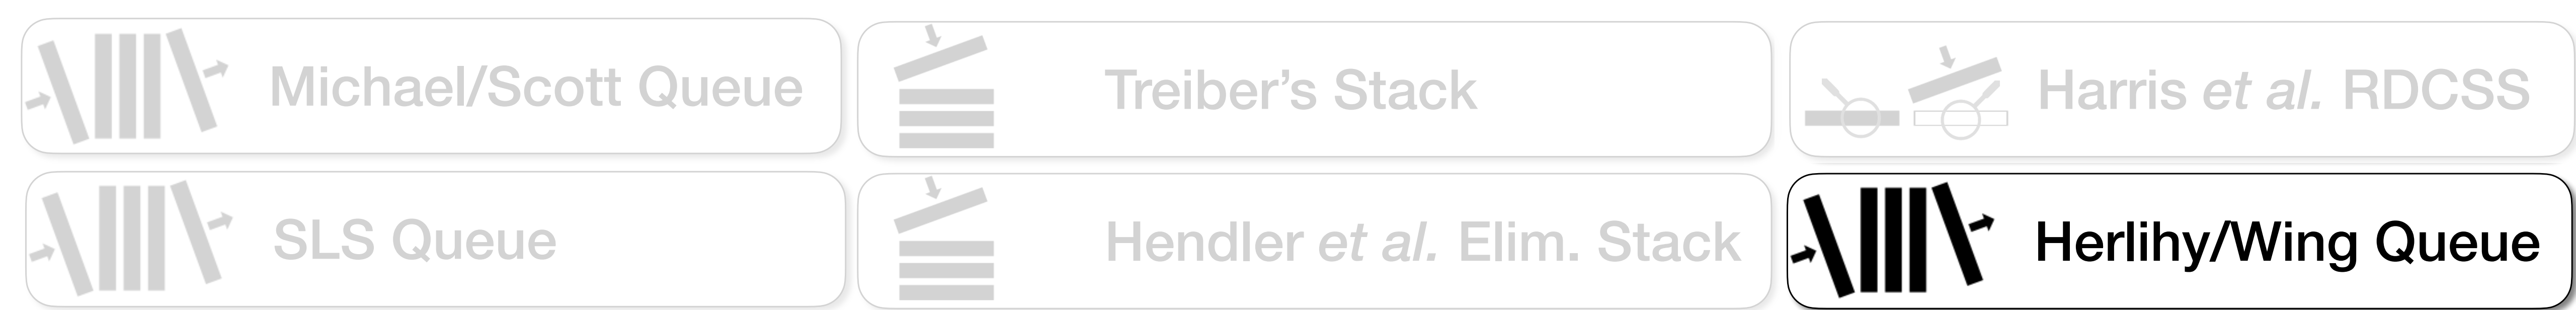 Michael/Scott Queue
Treiber’s Stack
Harris et al. RDCSS
SLS Queue
Hendler et al. Elim. Stack
Herlihy/Wing Queue